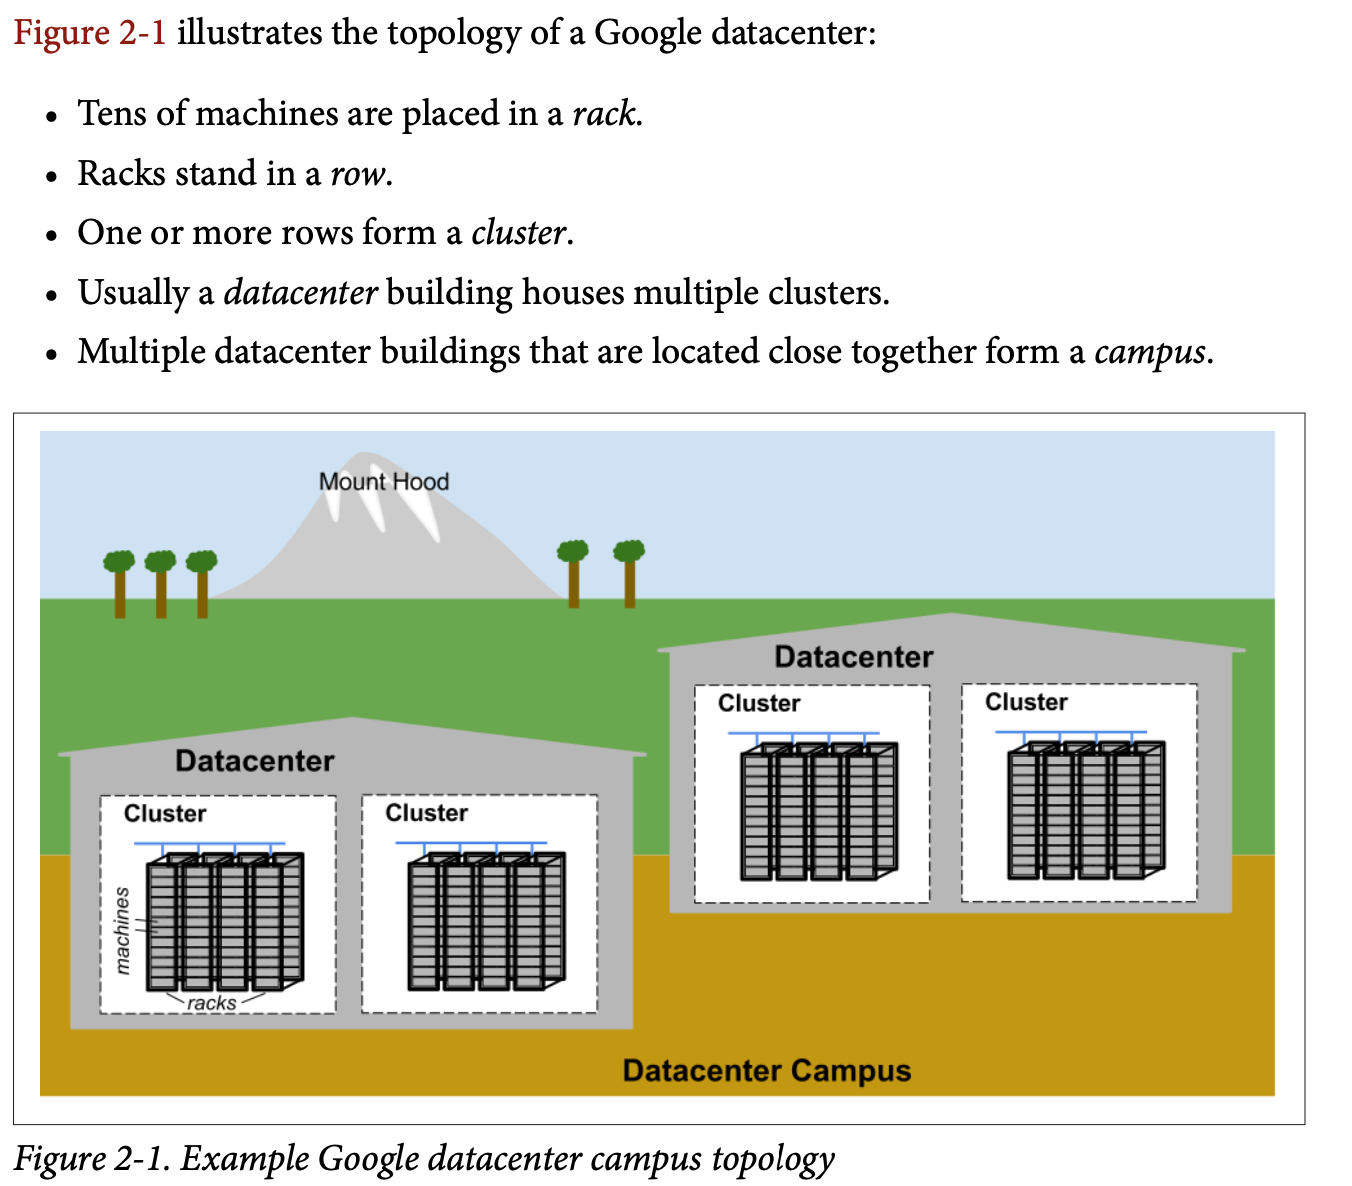 Figure 2-1 illustrates the topology of a Google datacenter:
• Tens of machines are placed in a rack.
• Racks stand in a row.
• One or more rows form a cluster.
• Usually a datacenter building houses multiple clusters.
• Multiple datacenter buildings that are located close together form a campus.
Mount Hood
Datacenter
Cluster
Cluster
Datacenter
Cluster
Cluster
machines
racks
Datacenter Campus
Figure 2-1. Example Google datacenter campus topology